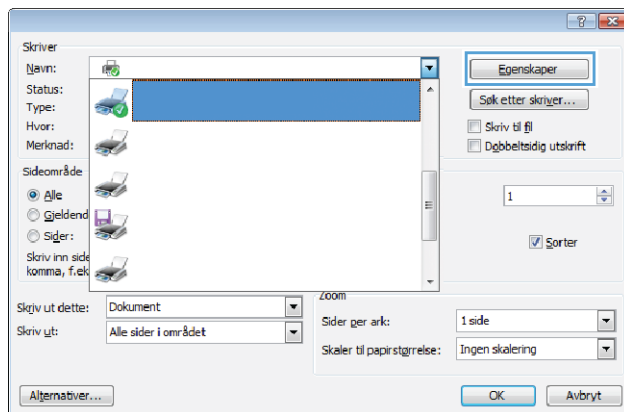 Skriver
Navn:
Egenskaper
Status:
Type:
Søk etter skriver...
Hvor:
Skriv til fil
Merknad:
Dobbeltsidig utskrift
Sideområde
Alle
1
Gjeldend
Sider:
Sorter
Skriv inn side
komma, f.ek
Zoom
Skriv ut dette: Dokument
Sider per ark: 1 side
Skriv ut: Alle sider i området
Skaler til papirstørrelse: Ingen skalering
Alternativer...
OK
Avbryt